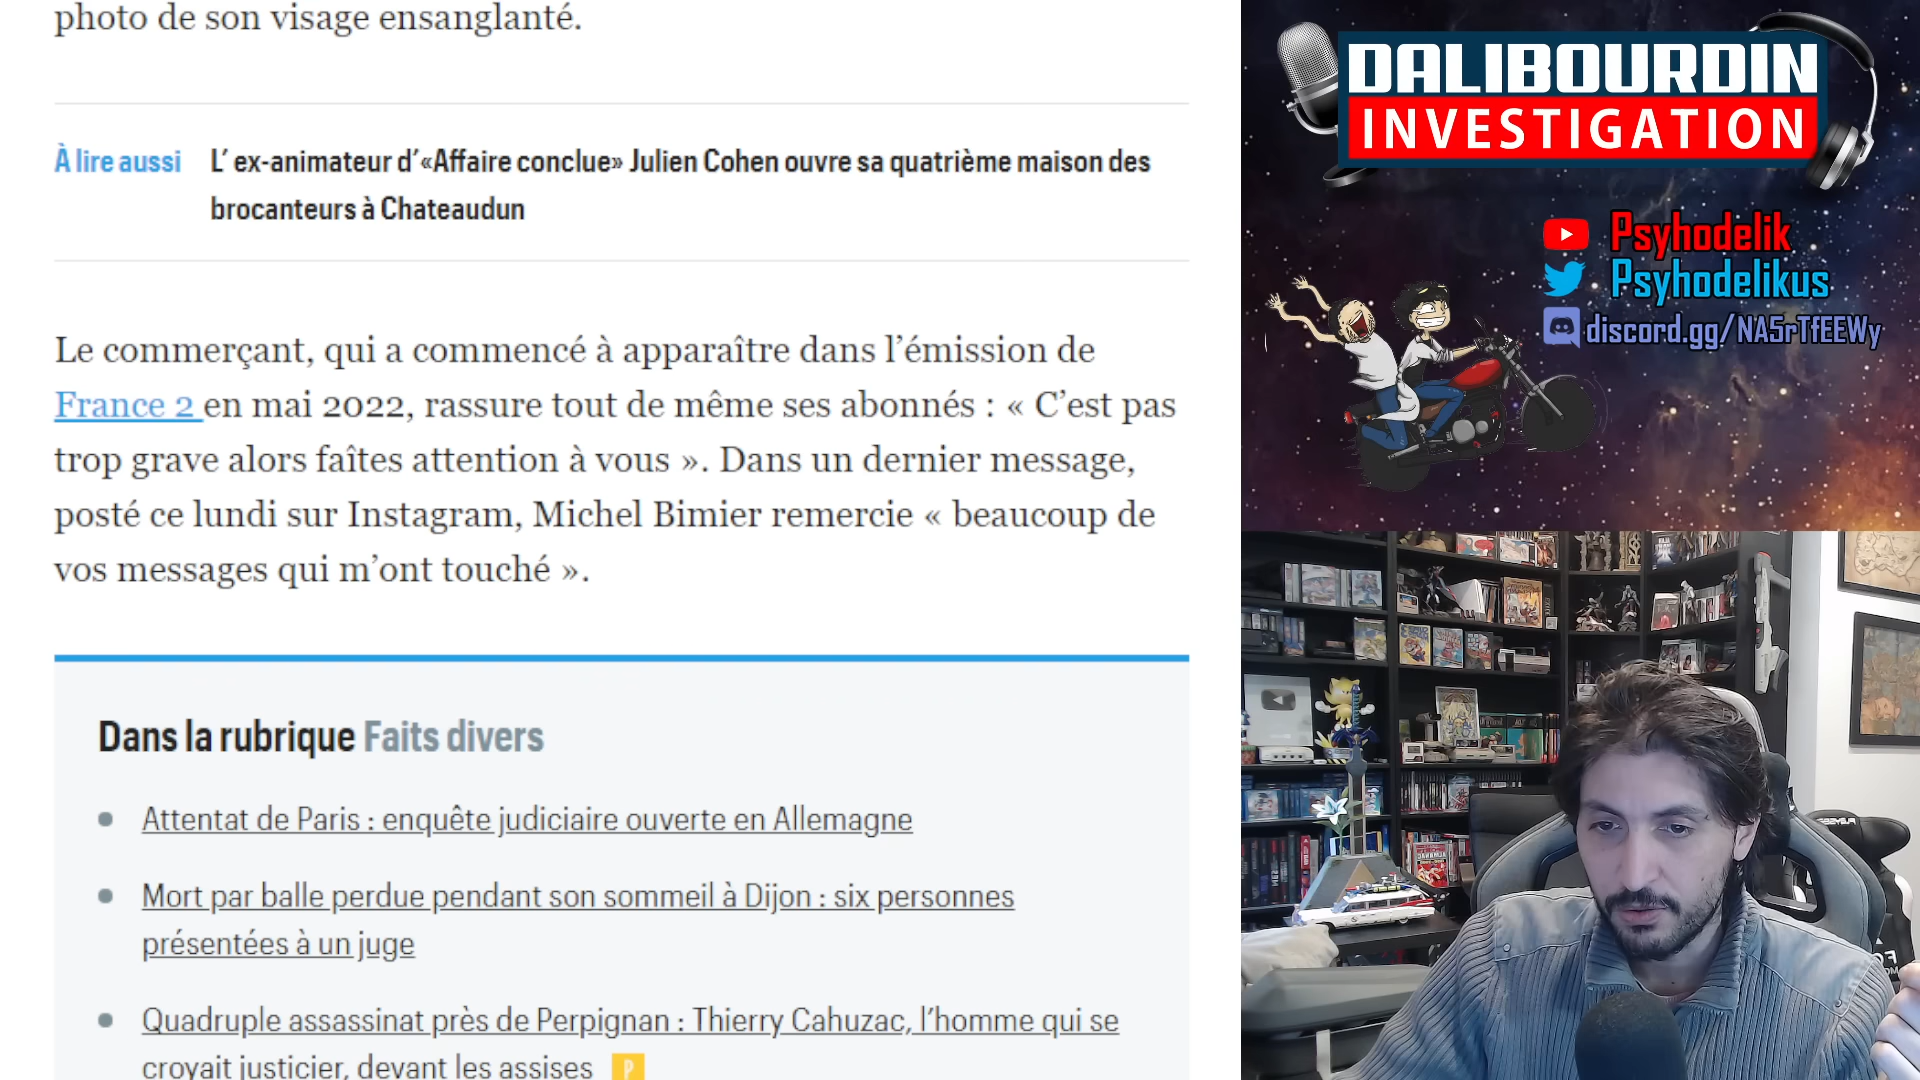 photo de son visage ensanglanté.
À lire aussi
L’ ex-animateur d’«Affaire conclue» Julien Cohen ouvre sa quatrième maison des
brocanteurs à Chateaudun
Le commerçant, qui a commencé à apparaître dans l’émission de
France 2 en mai 2022, rassure tout de même ses abonnés : « C’est pas
trop grave alors faîtes attention à vous ». Dans un dernier message,
posté ce lundi sur Instagram, Michel Bimier remercie « beaucoup de
vos messages qui m’ont touché ».
Dans la rubrique Faits divers
Attentat de Paris : enquête judiciaire ouverte en Allemagne
Mort par balle perdue pendant son sommeil à Dijon : six personnes
présentées à un juge
Quadruple assassinat près de Perpignan : Thierry Cahuzac, l’homme qui se
croyait justicier, devant les assises P
DALIBOURDIN
INVESTIGATION
Psyhodelik
Psyhodelikus
discord.gg/NA5rTfEEWy